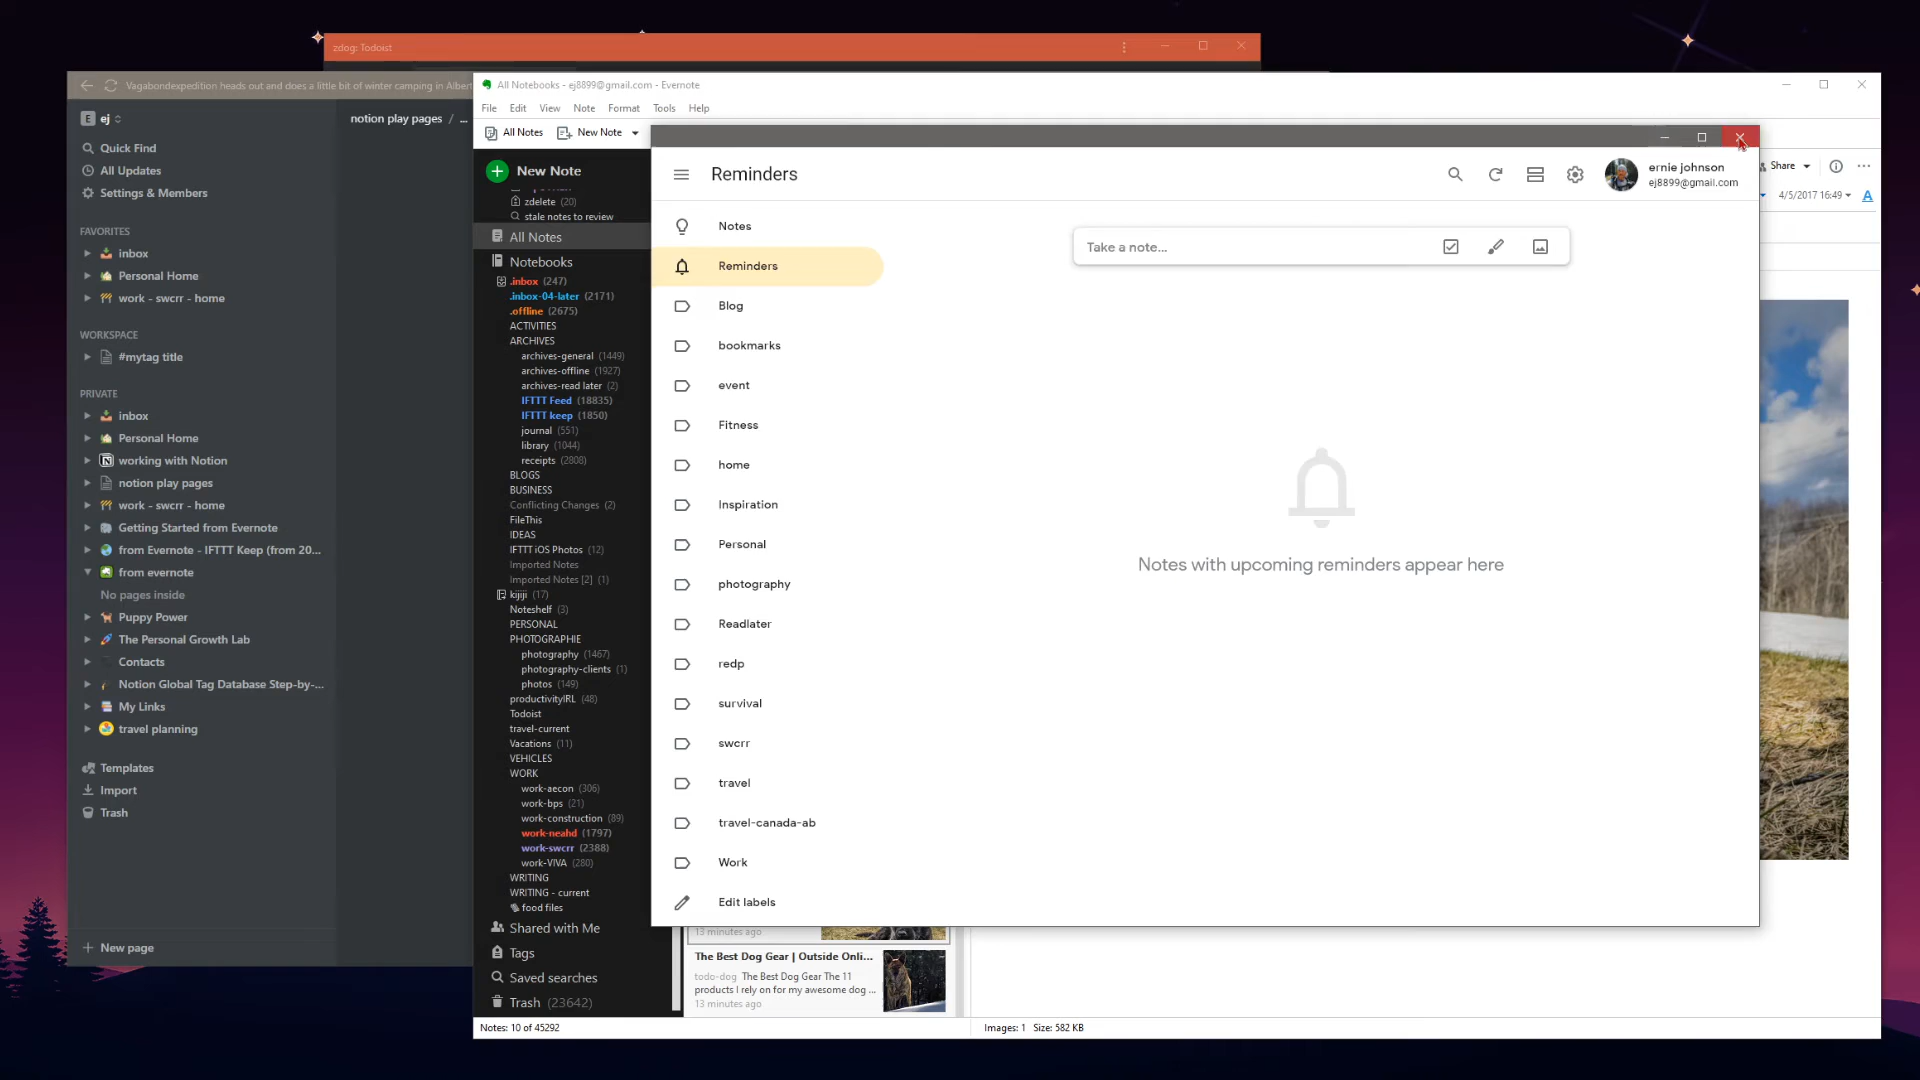 zdog: Todoist
Vagabondexpedition heads out and does a little bit of winter camping in Albert
ej
notion play pages / ...
Quick Find
All Updates
Settings & Members
FAVORITES
inbox
Personal Home
work - swcrr - home
WORKSPACE
#mytag title
PRIVATE
inbox
Personal Home
working with Notion
notion play pages
work - swcrr - home
Getting Started from Evernote
from Evernote - IFTTT Keep (from 20...
from evernote
No pages inside
Puppy Power
The Personal Growth Lab
Contacts
Notion Global Tag Database Step-by-...
My Links
travel planning
Templates
Import
Trash
New page
All Notebooks - ej8899@gmail.com - Evernote
File Edit View Note Format Tools Help
All Notes New Note
New Note
zdelete (20)
stale notes to review
All Notes
Notebooks
.inbox (247)
.inbox-04-later (2171)
.offline (2675)
ACTIVITIES
ARCHIVES
archives-general (1449)
archives-offline (1927)
archives-read later (2)
IFTTT Feed (18835)
IFTTT keep (1850)
journal (551)
library (1044)
receipts (2808)
BLOGS
BUSINESS
Conflicting Changes (2)
FileThis
IDEAS
IFTTT iOS Photos (12)
Imported Notes
Imported Notes [2] (1)
kijiji (17)
Noteshelf (3)
PERSONAL
PHOTOGRAPHIE
photography (1467)
photography-clients (1)
photos (149)
productivityIRL (48)
Todoist
travel-current
Vacations (11)
VEHICLES
WORK
work-aecon (306)
work-bps (21)
work-construction (89)
work-neahd (1797)
work-swcrr (2388)
work-VIVA (280)
WRITING
WRITING - current
food files
Shared with Me
Tags
Saved searches
Trash (23642)
Notes: 10 of 45292
Reminders
ernie johnson
ej8899@gmail.com
Notes
Reminders
Blog
bookmarks
event
Fitness
home
Inspiration
Personal
photography
Readlater
redp
survival
swcrr
travel
travel-canada-ab
Work
Edit labels
Take a note...
Notes with upcoming reminders appear here
Share
4/5/2017 16:49
A
13 minutes ago
The Best Dog Gear | Outside Onli...
todo-dog The Best Dog Gear The 11
products I rely on for my awesome dog ...
13 minutes ago
Images: 1 Size: 582 KB